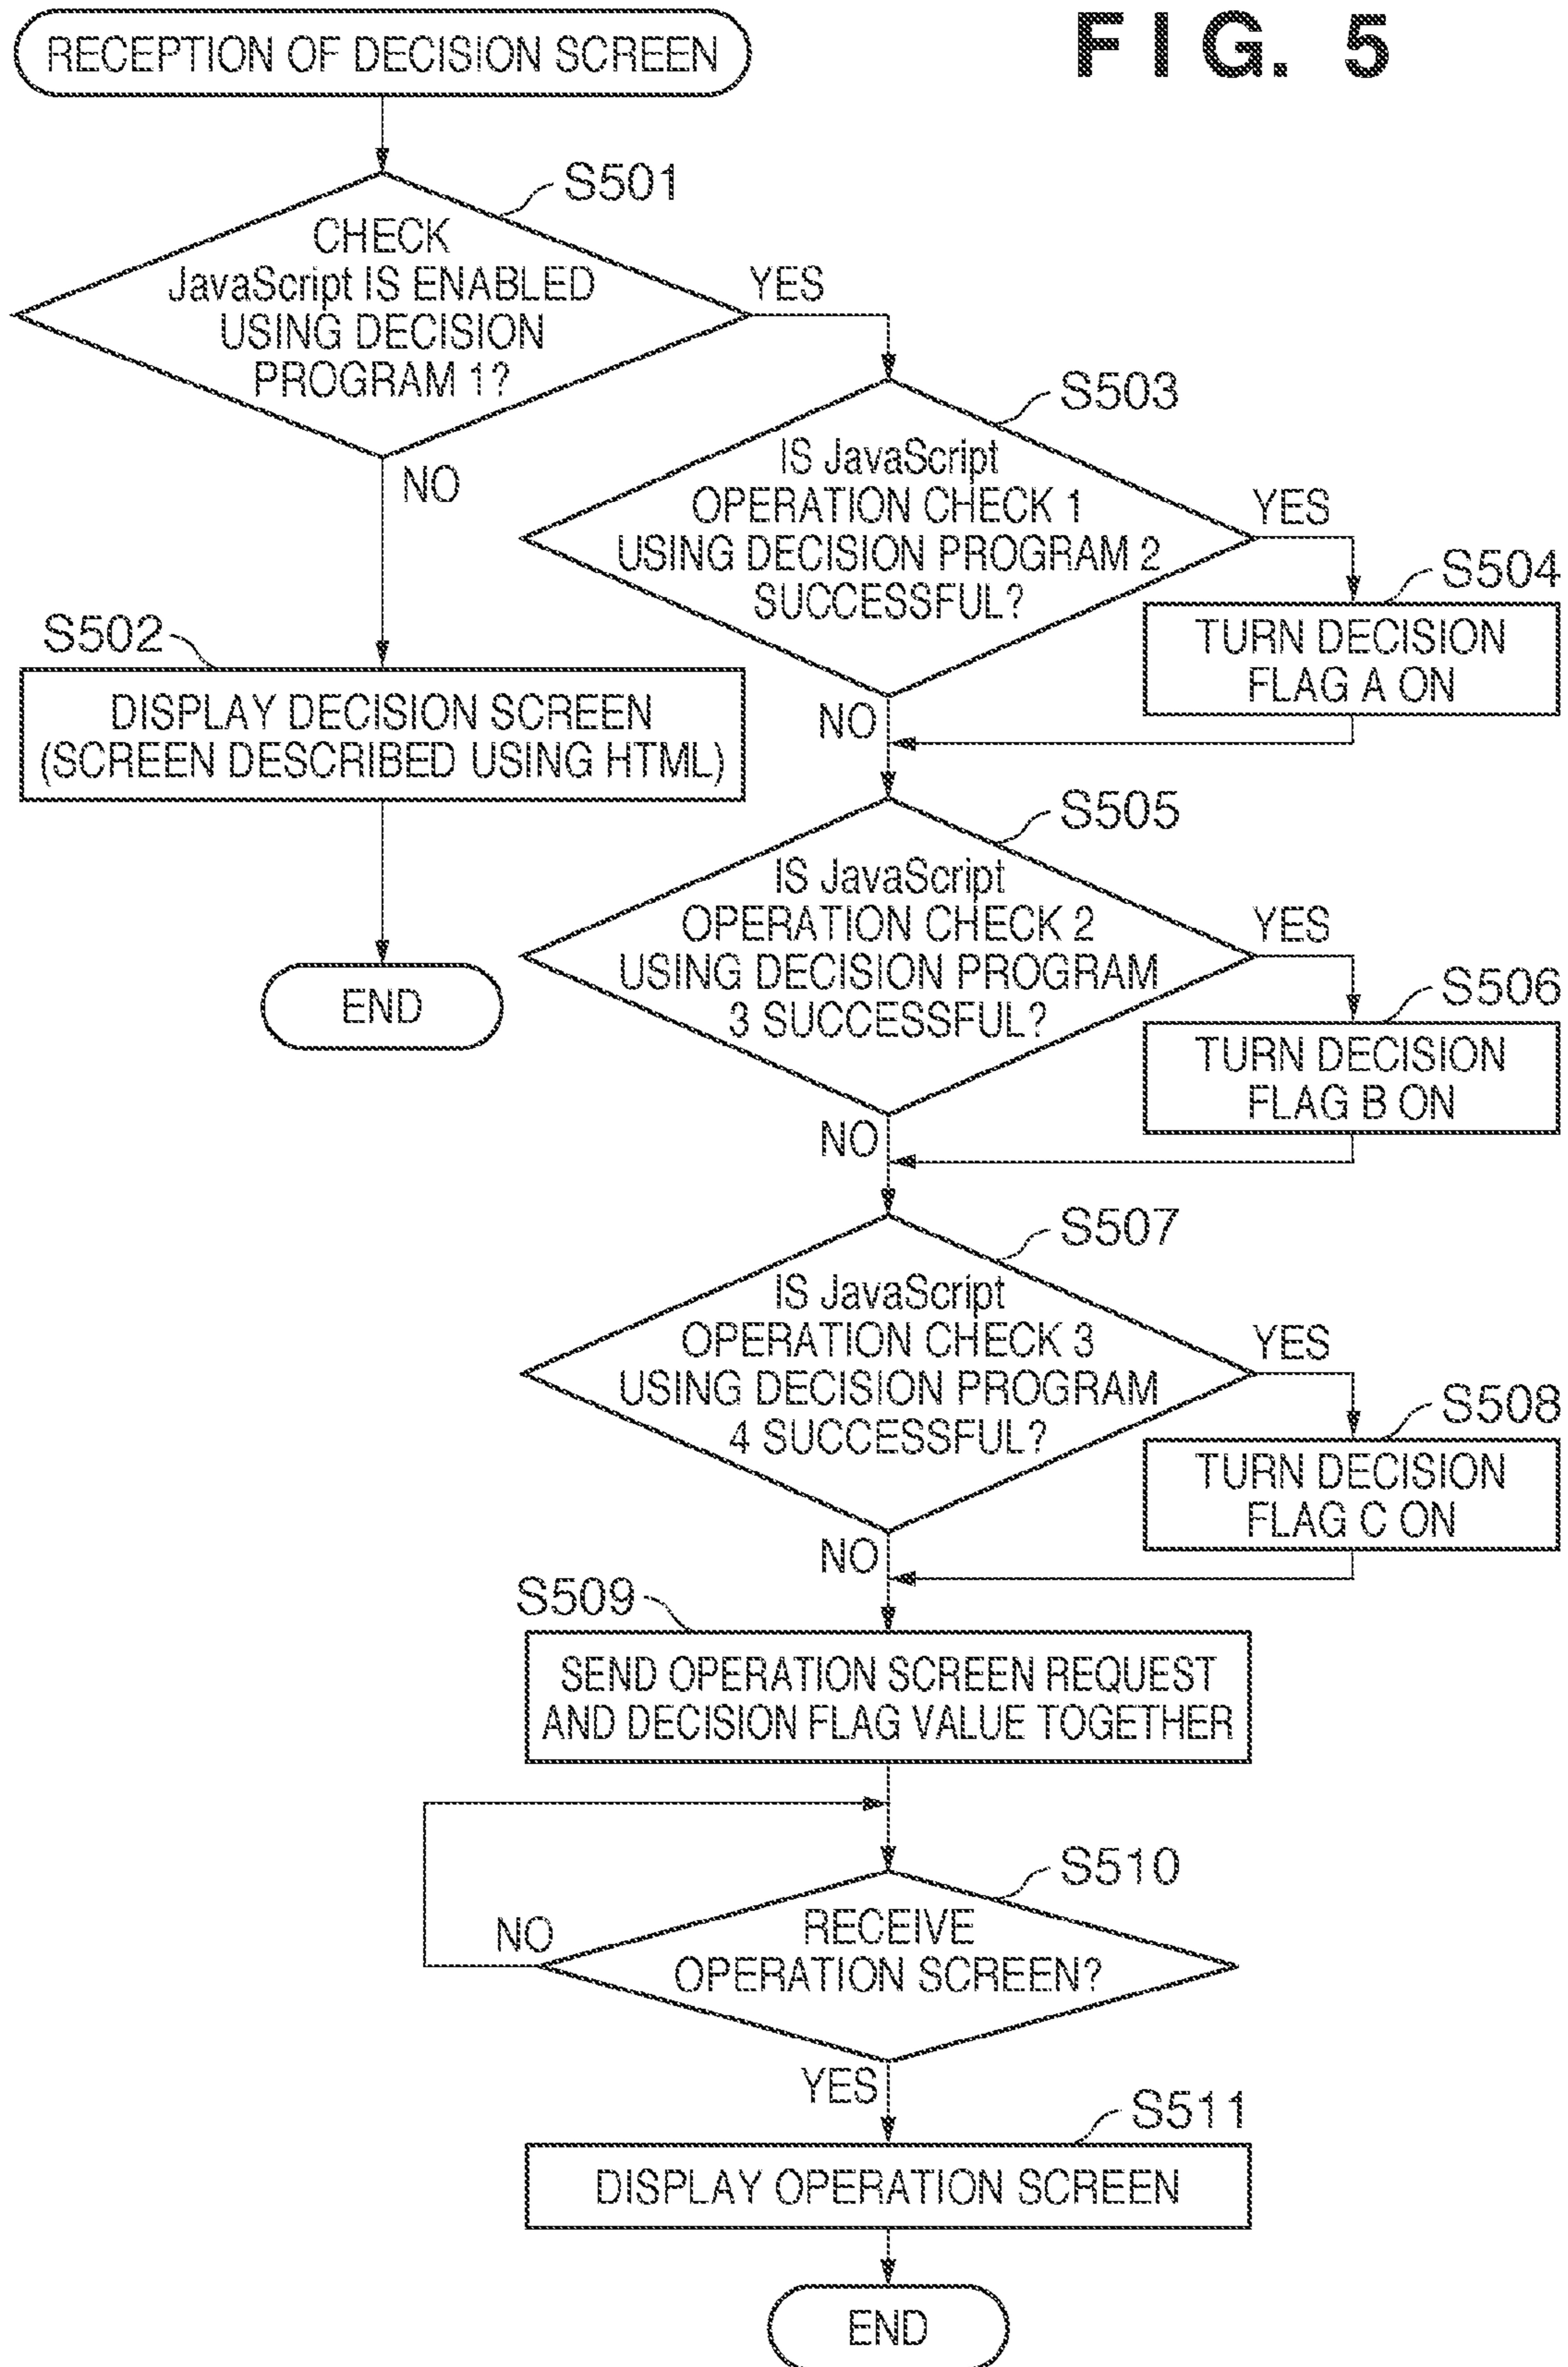 FIG. 5
RECEPTION OF DECISION SCREEN
S501
CHECK
JavaScript IS ENABLED
USING DECISION
PROGRAM 1?
YES
NO
S502
DISPLAY DECISION SCREEN
(SCREEN DESCRIBED USING HTML)
END
S503
IS JavaScript
OPERATION CHECK 1
USING DECISION PROGRAM 2
SUCCESSFUL?
YES
NO
S504
TURN DECISION
FLAG A ON
S505
IS JavaScript
OPERATION CHECK 2
USING DECISION PROGRAM
3 SUCCESSFUL?
YES
NO
S506
TURN DECISION
FLAG B ON
S507
IS JavaScript
OPERATION CHECK 3
USING DECISION PROGRAM
4 SUCCESSFUL?
YES
NO
S508
TURN DECISION
FLAG C ON
S509
SEND OPERATION SCREEN REQUEST
AND DECISION FLAG VALUE TOGETHER
S510
RECEIVE
OPERATION SCREEN?
NO
YES
S511
DISPLAY OPERATION SCREEN
END